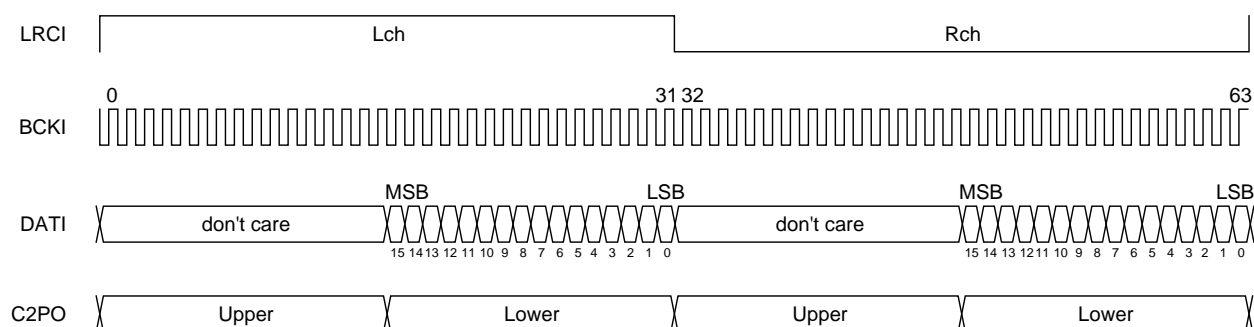 LRCI Lch Rch
0 31 32 63
BCKI
MSB LSB MSB LSB
DATI don't care don't care
15 14 13 12 11 10 9 8 7 6 5 4 3 2 1 0 15 14 13 12 11 10 9 8 7 6 5 4 3 2 1 0
C2PO Upper Lower Upper Lower